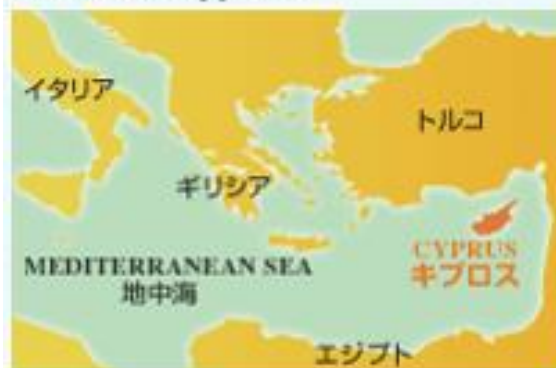 イタリア
トルコ
ギリシア
CYPRUS
キプロス
MEDITERRANEAN SEA
地中海
エジプト